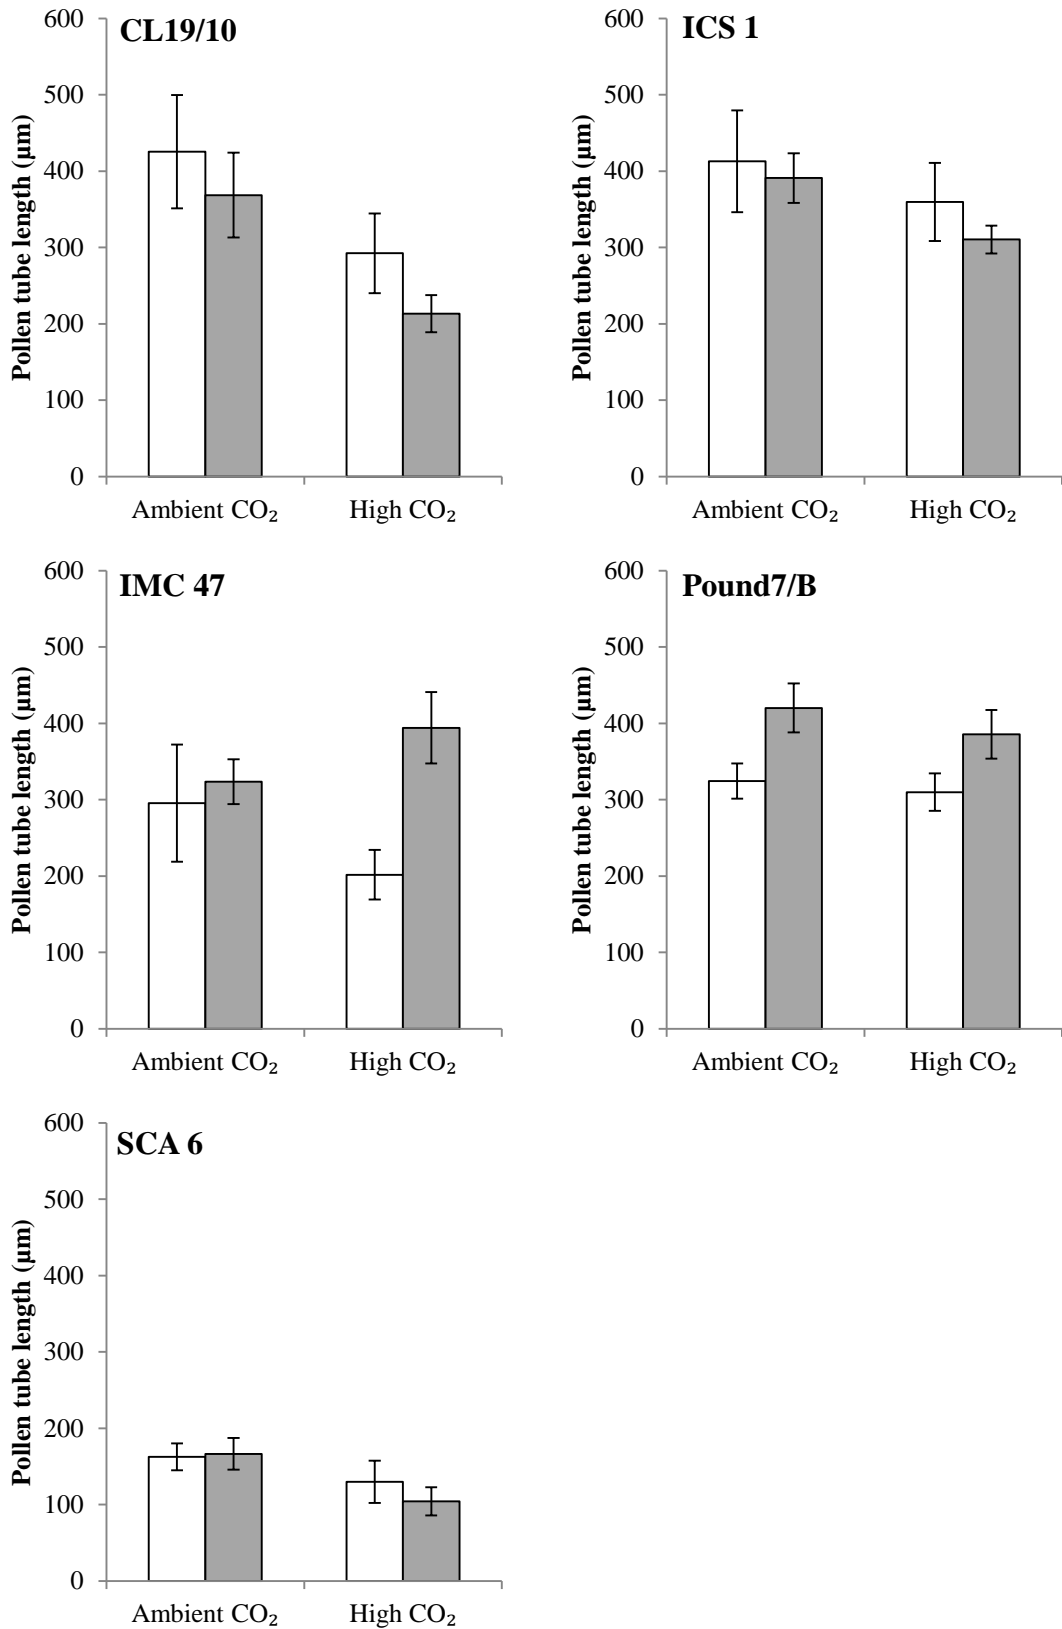 CL19/10
Pollen tube length (µm)
600
500
400
300
200
100
0
Ambient CO₂
High CO₂
ICS 1
Pollen tube length (µm)
600
500
400
300
200
100
0
Ambient CO₂
High CO₂
IMC 47
Pollen tube length (µm)
600
500
400
300
200
100
0
Ambient CO₂
High CO₂
Pound7/B
Pollen tube length (µm)
600
500
400
300
200
100
0
Ambient CO₂
High CO₂
SCA 6
Pollen tube length (µm)
600
500
400
300
200
100
0
Ambient CO₂
High CO₂